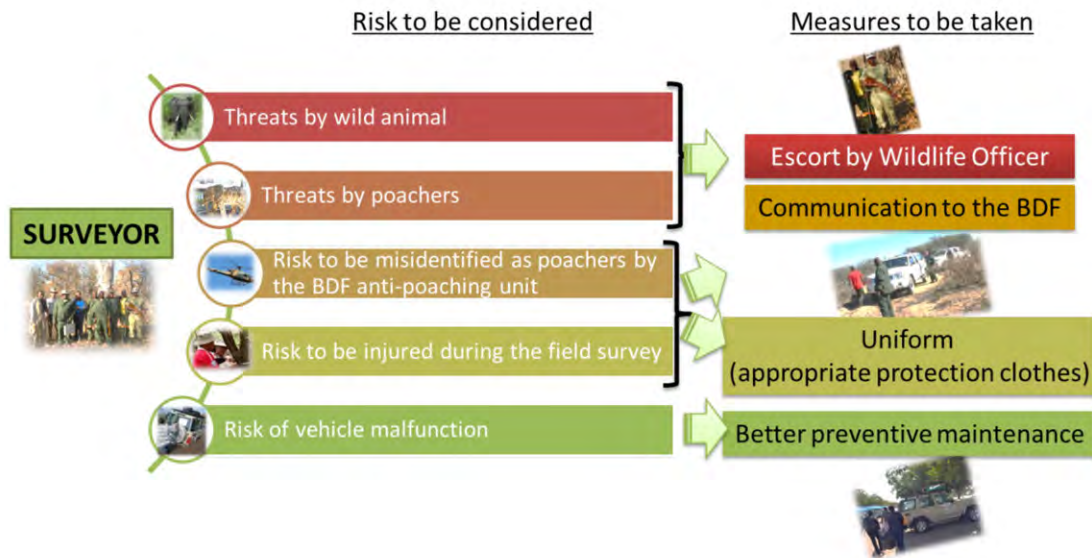 Risk to be considered
Measures to be taken
SURVEYOR
Threats by wild animal
Threats by poachers
Risk to be misidentified as poachers by
the BDF anti-poaching unit
Risk to be injured during the field survey
Risk of vehicle malfunction
Escort by Wildlife Officer
Communication to the BDF
Uniform
(appropriate protection clothes)
Better preventive maintenance